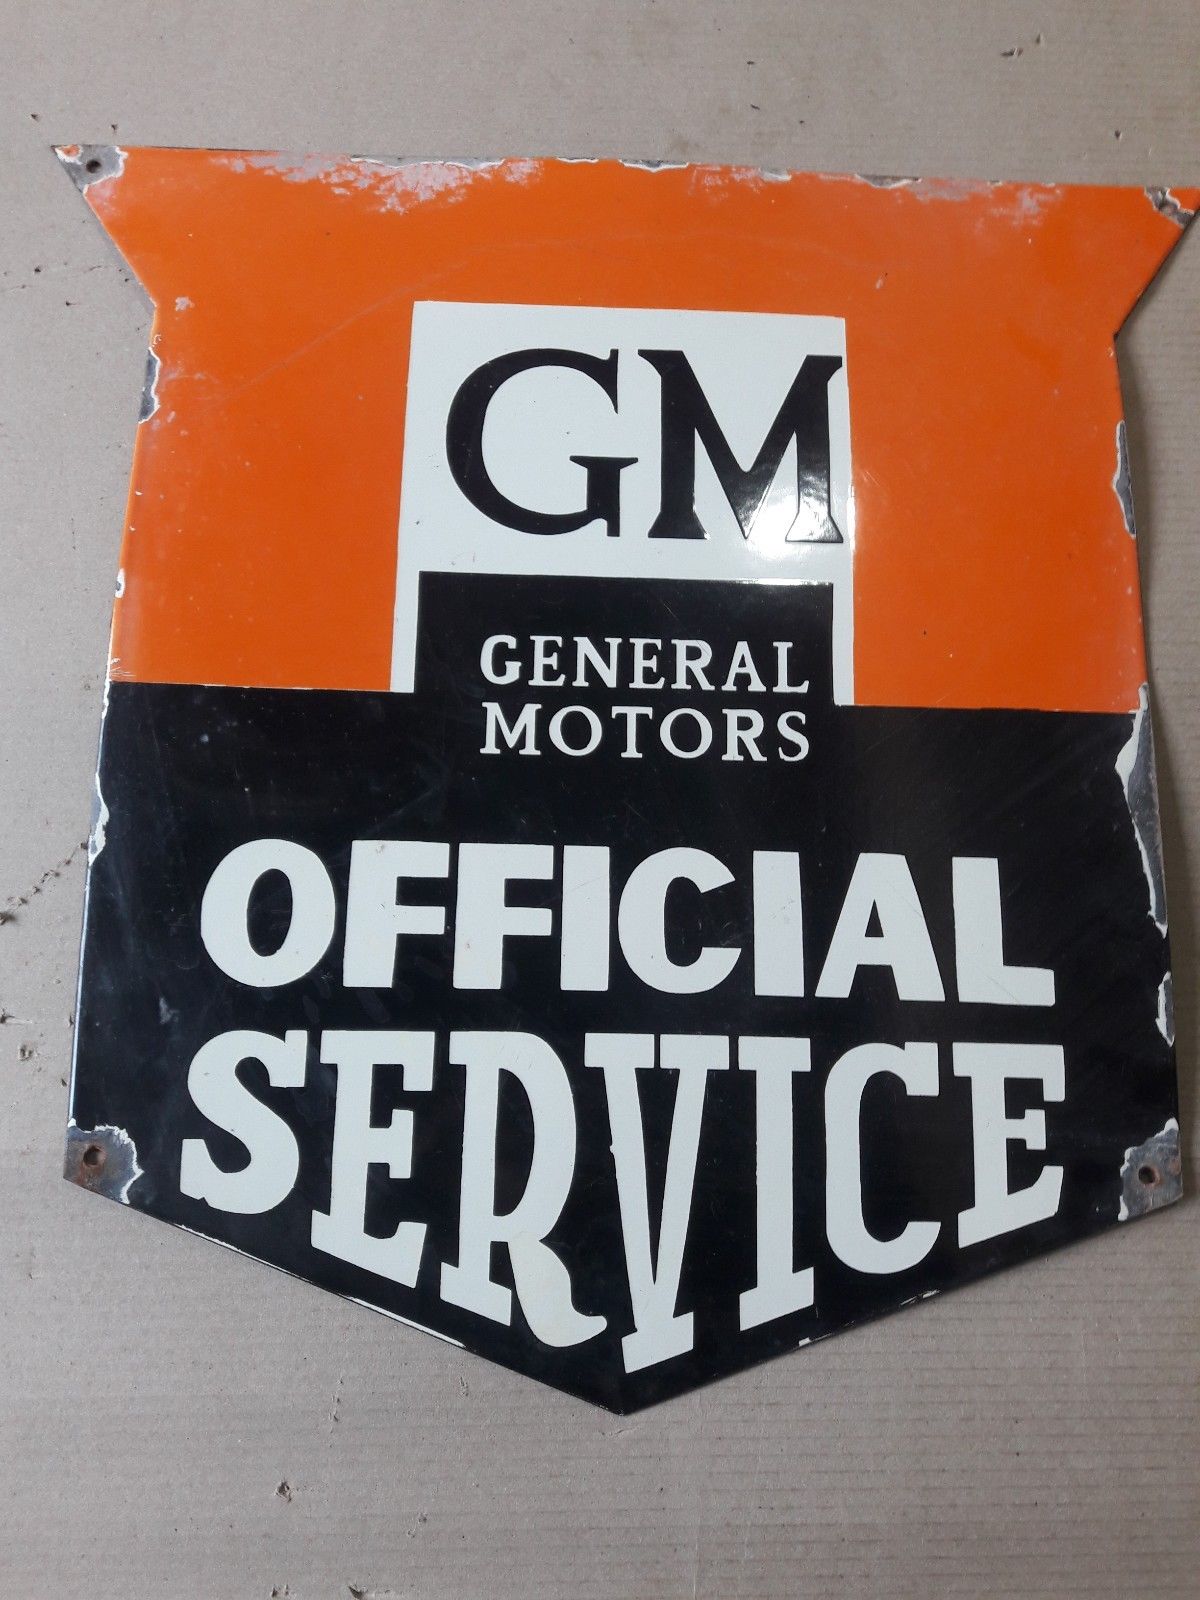 GM
GENERAL
MOTORS
OFFICIAL
SERVICE